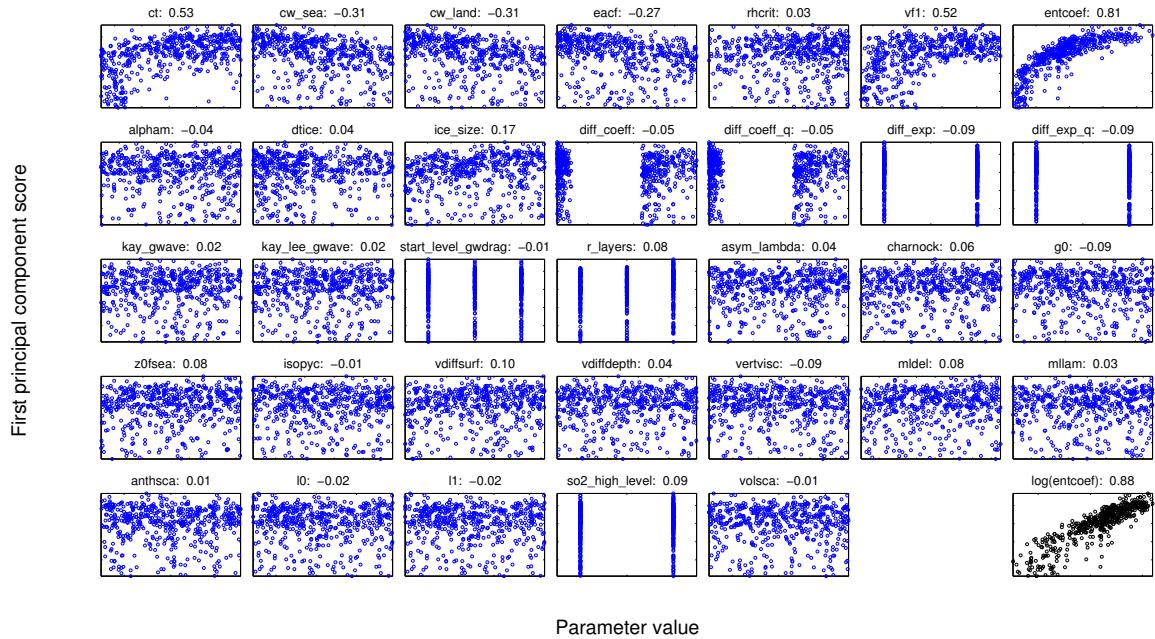 ct: 0.53 cw_sea: −0.31 cw_land: −0.31 eacf: −0.27 rhcrit: 0.03 vf1: 0.52 entcoef: 0.81
alpham: −0.04 dtice: 0.04 ice_size: 0.17 diff_coeff: −0.05 diff_coeff_q: −0.05 diff_exp: −0.09 diff_exp_q: −0.09
kay_gwave: 0.02 kay_lee_gwave: 0.02 start_level_gwdrag: −0.01 r_layers: 0.08 asym_lambda: 0.04 charnock: 0.06 g0: −0.09
z0fsea: 0.08 isopyc: −0.01 vdiffsurf: 0.10 vdiffdepth: 0.04 vertvisc: −0.09 mldel: 0.08 mllam: 0.03
anthsca: 0.01 l0: −0.02 l1: −0.02 so2_high_level: 0.09 volsca: −0.01 log(entcoef): 0.88
First principal component score
Parameter value